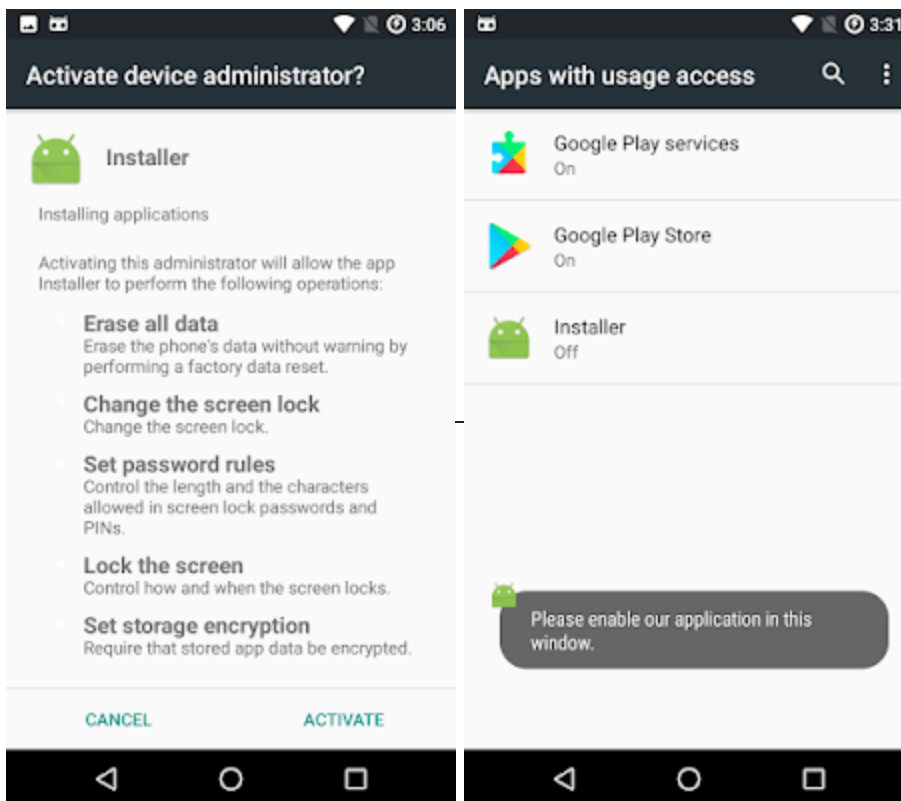 3:06
Activate device administrator?
Installer
Installing applications
Activating this administrator will allow the app
Installer to perform the following operations:
Erase all data
Erase the phone's data without warning by
performing a factory data reset.
Change the screen lock
Change the screen lock.
Set password rules
Control the length and the characters
allowed in screen lock passwords and
PINs.
Lock the screen
Control how and when the screen locks.
Set storage encryption
Require that stored app data be encrypted.
CANCEL ACTIVATE
3:31
Apps with usage access
Google Play services
On
Google Play Store
On
Installer
Off
Please enable our application in this
window.